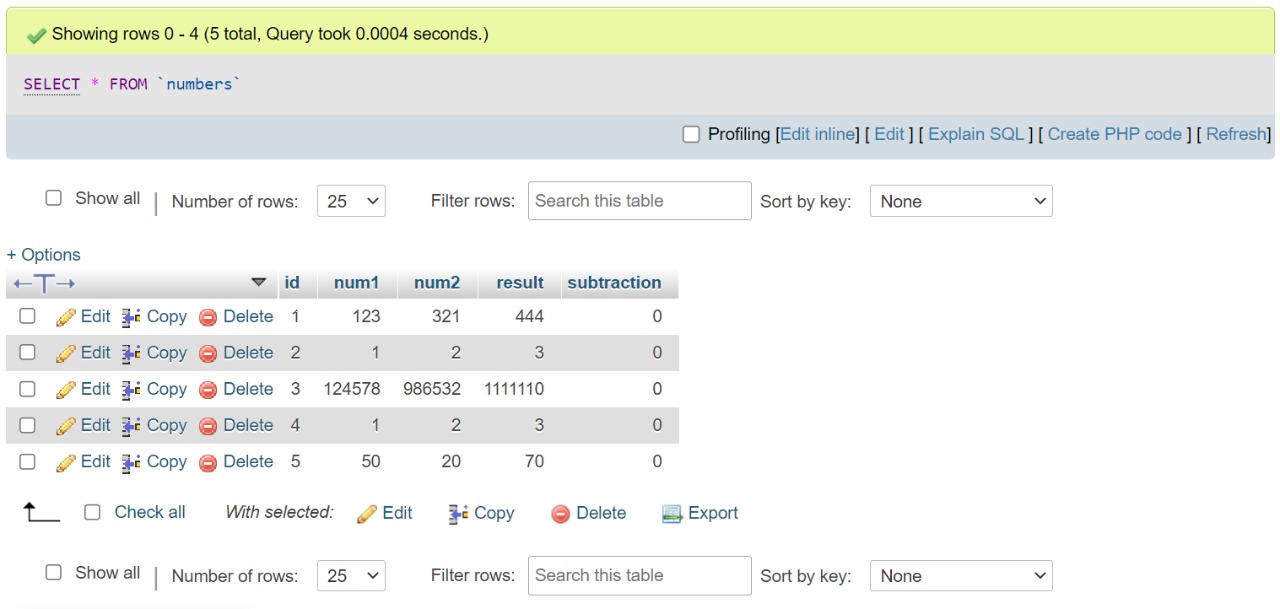 Showing rows 0 - 4 (5 total, Query took 0.0004 seconds.)
SELECT * FROM `numbers`
Profiling [Edit inline] [ Edit ] [ Explain SQL ] [ Create PHP code ] [ Refresh]
Show all | Number of rows: 25 Filter rows: Search this table Sort by key: None
+ Options
id num1 num2 result subtraction
Edit Copy Delete 1 123 321 444 0
Edit Copy Delete 2 1 2 3 0
Edit Copy Delete 3 124578 986532 1111110 0
Edit Copy Delete 4 1 2 3 0
Edit Copy Delete 5 50 20 70 0
Check all With selected: Edit Copy Delete Export
Show all | Number of rows: 25 Filter rows: Search this table Sort by key: None